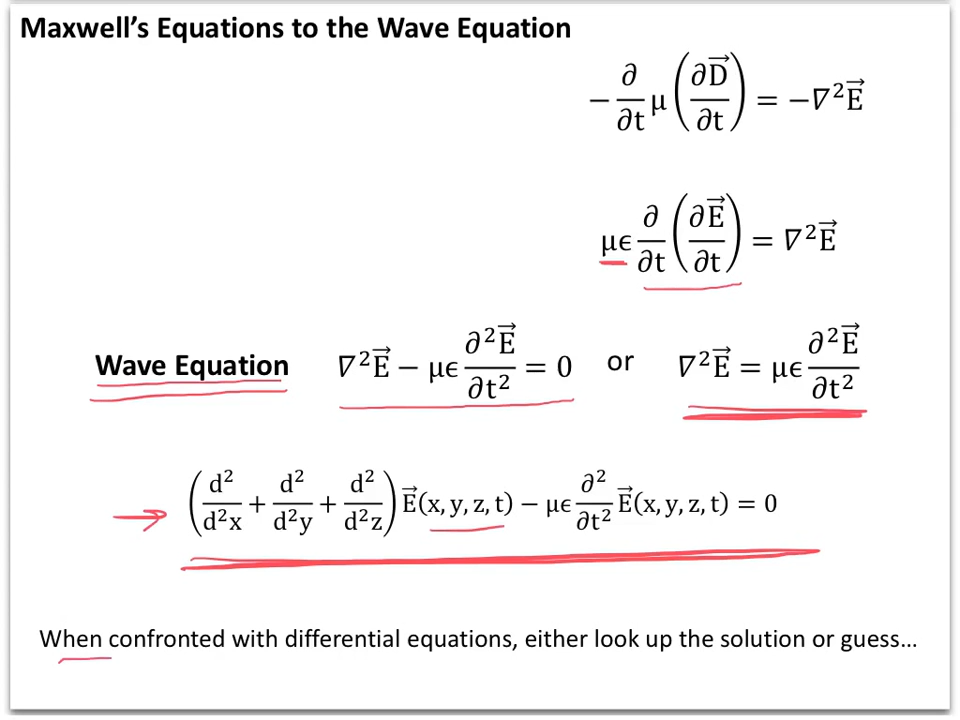 Maxwell's Equations to the Wave Equation
−∂/∂t μ(∂D⃗/∂t) = −∇²E⃗
μϵ ∂/∂t (∂E⃗/∂t) = ∇²E⃗
Wave Equation ∇²E⃗ − μϵ ∂²E⃗/∂t² = 0 or ∇²E⃗ = μϵ ∂²E⃗/∂t²
(d²/d²x + d²/d²y + d²/d²z) E⃗(x, y, z, t) − μϵ ∂²/∂t² E⃗(x, y, z, t) = 0
When confronted with differential equations, either look up the solution or guess…